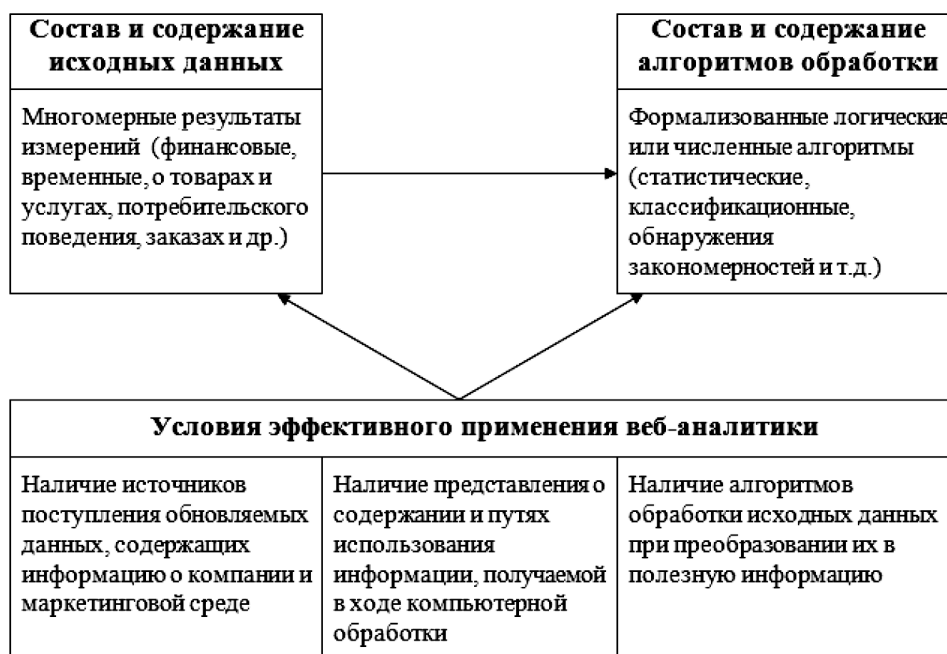 Состав и содержание
исходных данных
Многомерные результаты
измерений (финансовые,
временные, о товарах и
услугах, потребительского
поведения, заказах и др.)
Состав и содержание
алгоритмов обработки
Формализованные логические
или численные алгоритмы
(статистические,
классификационные,
обнаружения
закономерностей и т.д.)
Условия эффективного применения веб-аналитики
Наличие источников
поступления обновляемых
данных, содержащих
информацию о компании и
маркетинговой среде
Наличие представления о
содержании и путях
использования
информации, получаемой
в ходе компьютерной
обработки
Наличие алгоритмов
обработки исходных данных
при преобразовании их в
полезную информацию